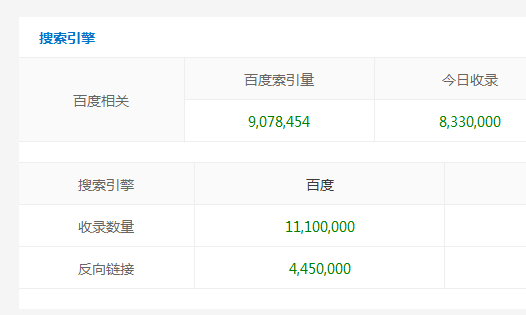 搜索引擎
百度相关 百度索引量 今日收录
9,078,454 8,330,000
搜索引擎 百度
收录数量 11,100,000
反向链接 4,450,000